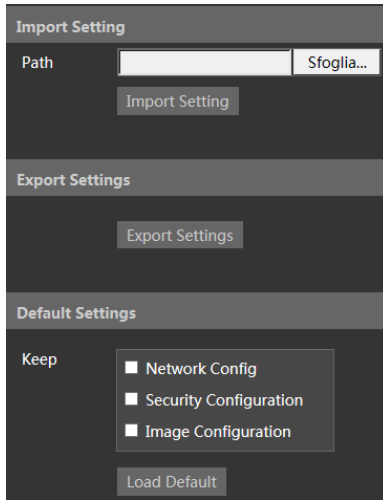 Import Setting
Path Sfoglia...
Import Setting
Export Settings
Export Settings
Default Settings
Keep
Network Config
Security Configuration
Image Configuration
Load Default